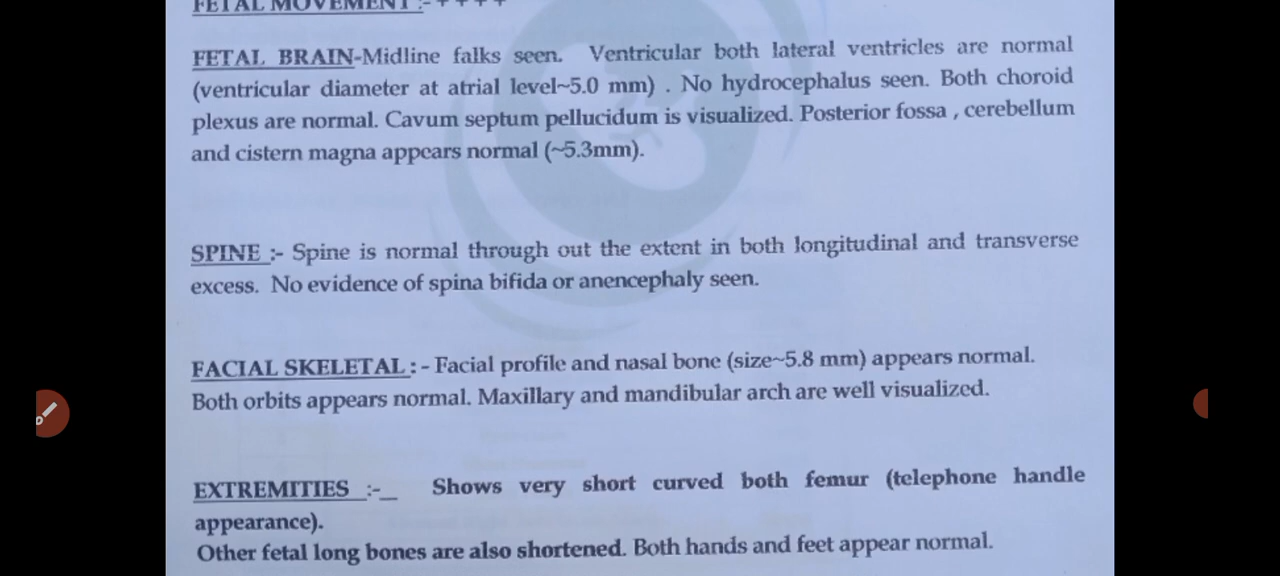 FETAL MOVEMENT :- + + + +
FETAL BRAIN-Midline falks seen. Ventricular both lateral ventricles are normal
(ventricular diameter at atrial level~5.0 mm) . No hydrocephalus seen. Both choroid
plexus are normal. Cavum septum pellucidum is visualized. Posterior fossa , cerebellum
and cistern magna appears normal (~5.3mm).
SPINE :- Spine is normal through out the extent in both longitudinal and transverse
excess. No evidence of spina bifida or anencephaly seen.
FACIAL SKELETAL : - Facial profile and nasal bone (size~5.8 mm) appears normal.
Both orbits appears normal. Maxillary and mandibular arch are well visualized.
EXTREMITIES :-_ Shows very short curved both femur (telephone handle
appearance).
Other fetal long bones are also shortened. Both hands and feet appear normal.